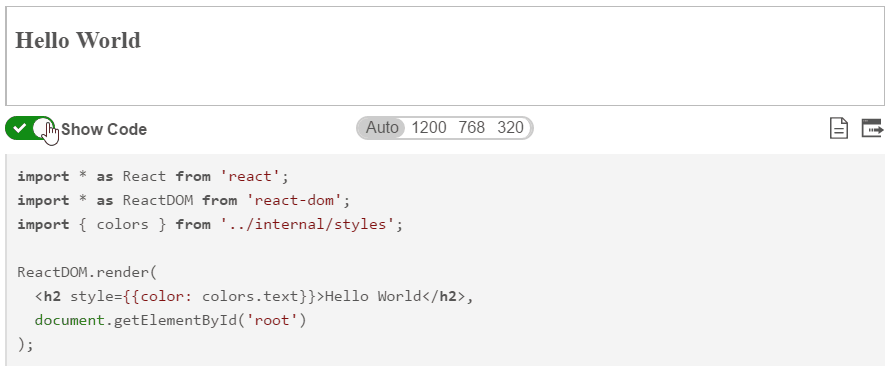 Hello World
Show Code
Auto 1200 768 320
import * as React from 'react';
import * as ReactDOM from 'react-dom';
import { colors } from '../internal/styles';
ReactDOM.render(
  <h2 style={{color: colors.text}}>Hello World</h2>,
  document.getElementById('root')
);